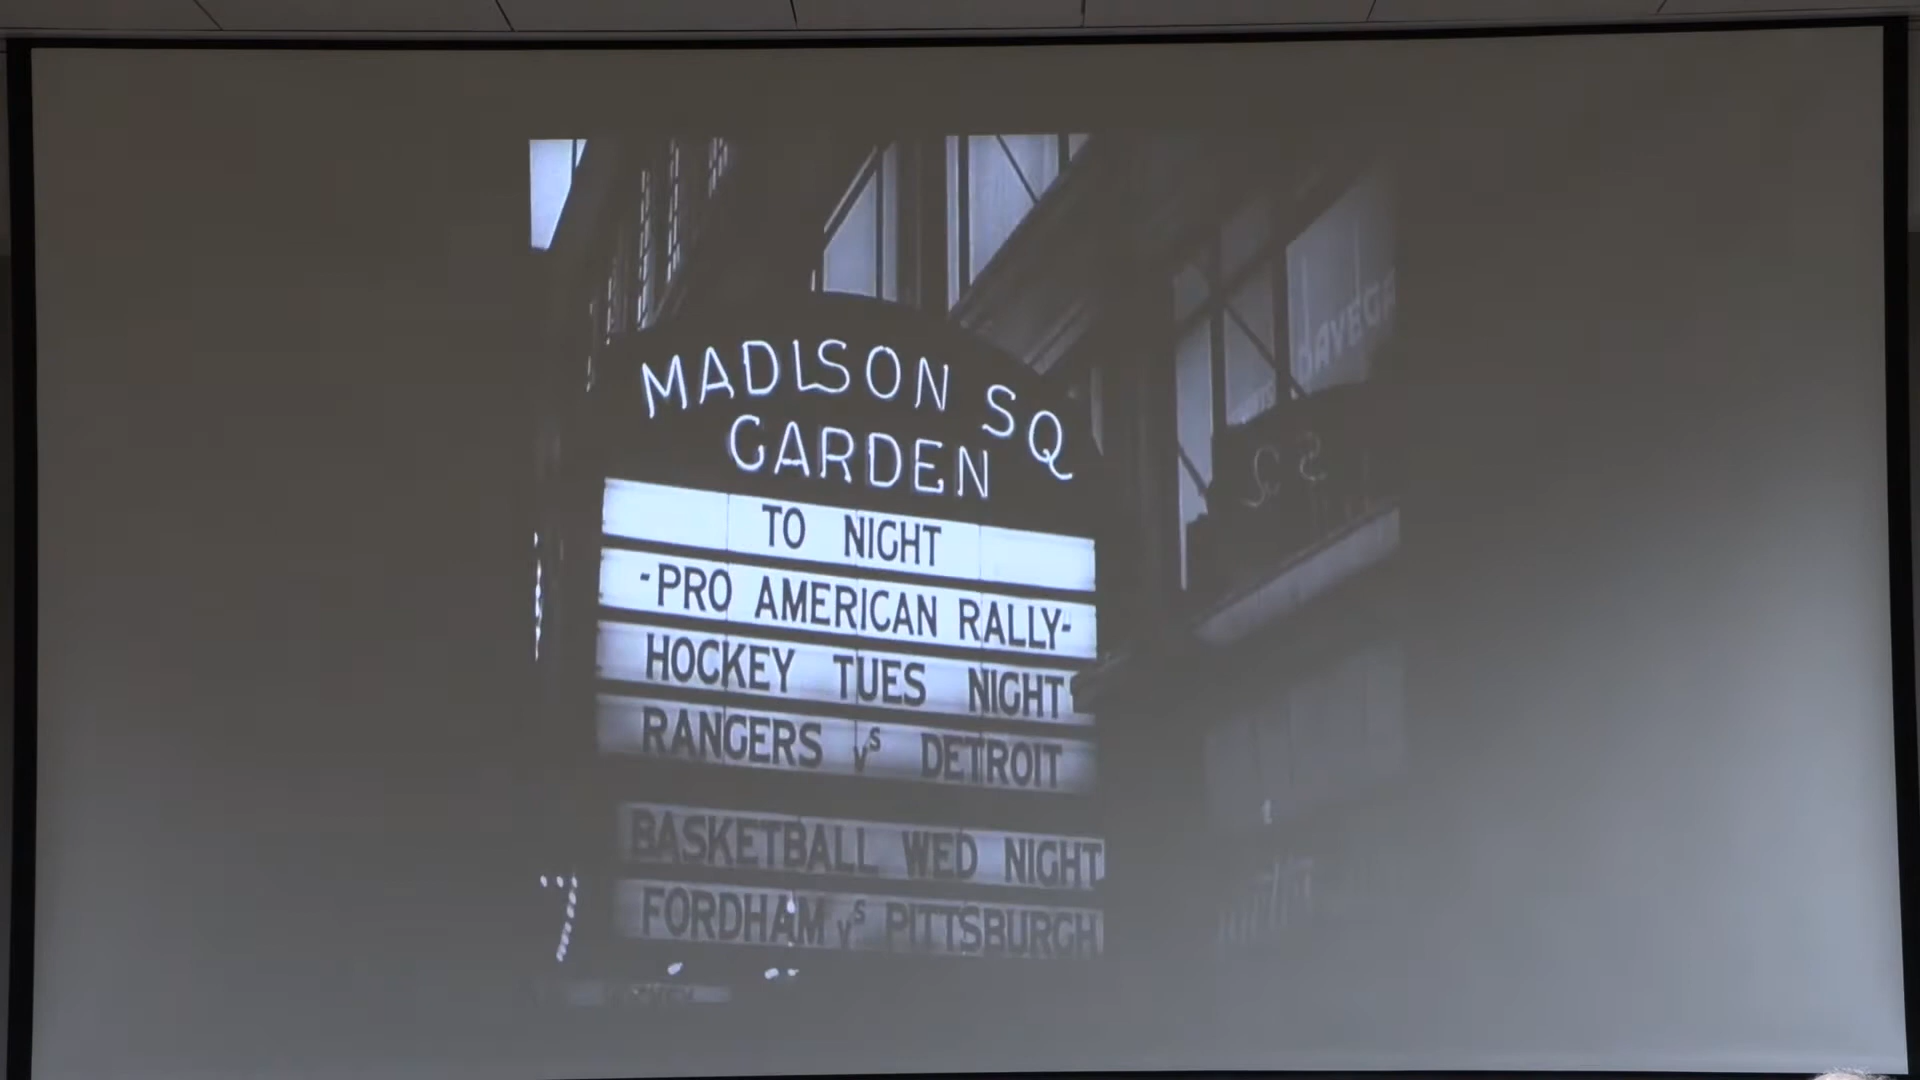 MADISON SQ
GARDEN
TO NIGHT
-PRO AMERICAN RALLY-
HOCKEY TUES NIGHT
RANGERS vs DETROIT
BASKETBALL WED NIGHT
FORDHAM vs PITTSBURGH